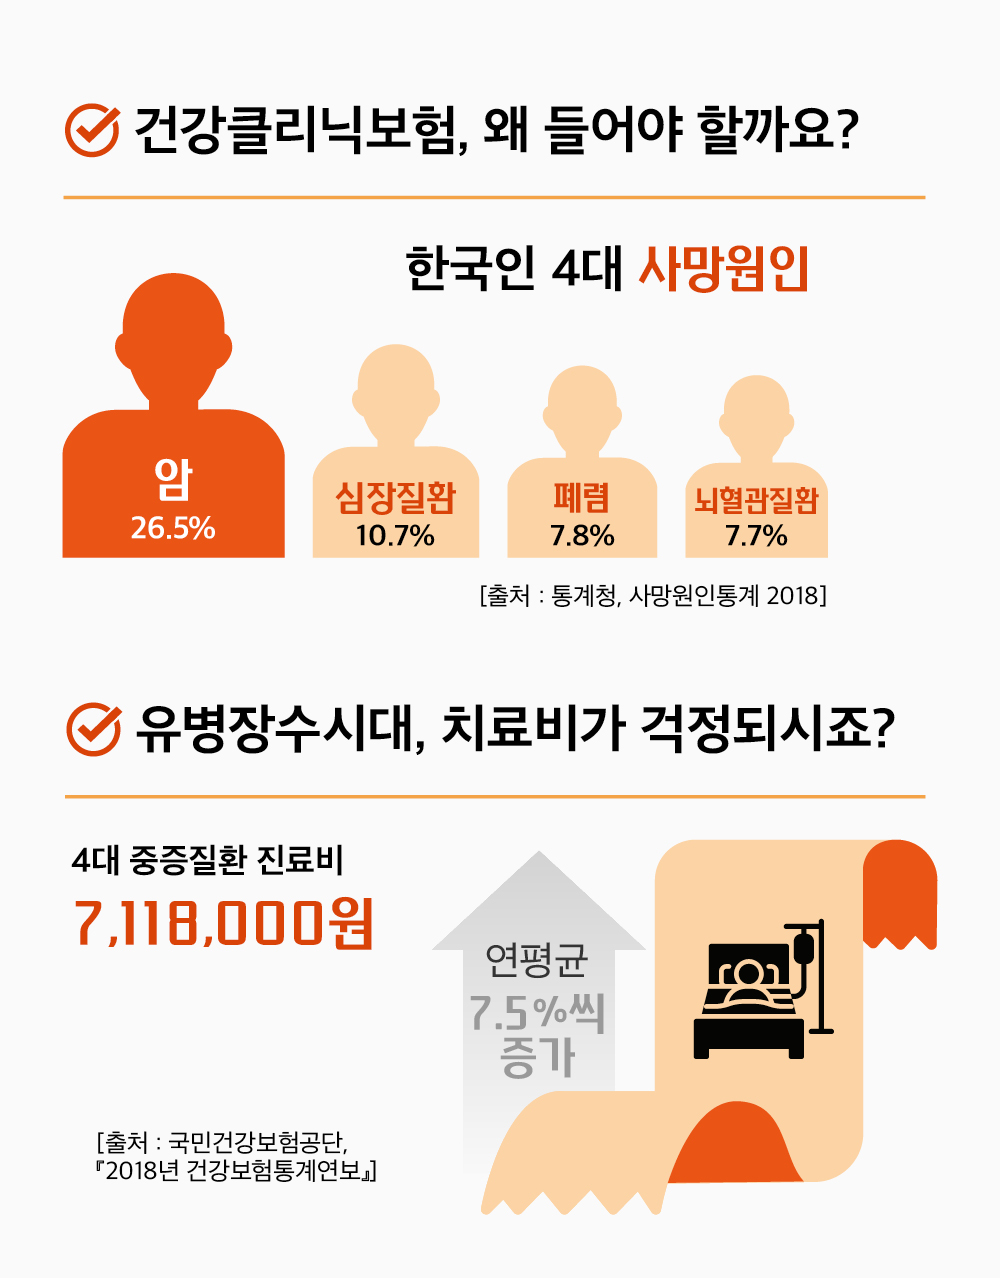 건강클리닉보험, 왜 들어야 할까요?
한국인 4대 사망원인
암
26.5%
심장질환
10.7%
폐렴
7.8%
뇌혈관질환
7.7%
[출처 : 통계청, 사망원인통계 2018]
유병장수시대, 치료비가 걱정되시죠?
4대 중증질환 진료비
7,118,000원
연평균
7.5%씩
증가
[출처 : 국민건강보험공단,
『2018년 건강보험통계연보』]